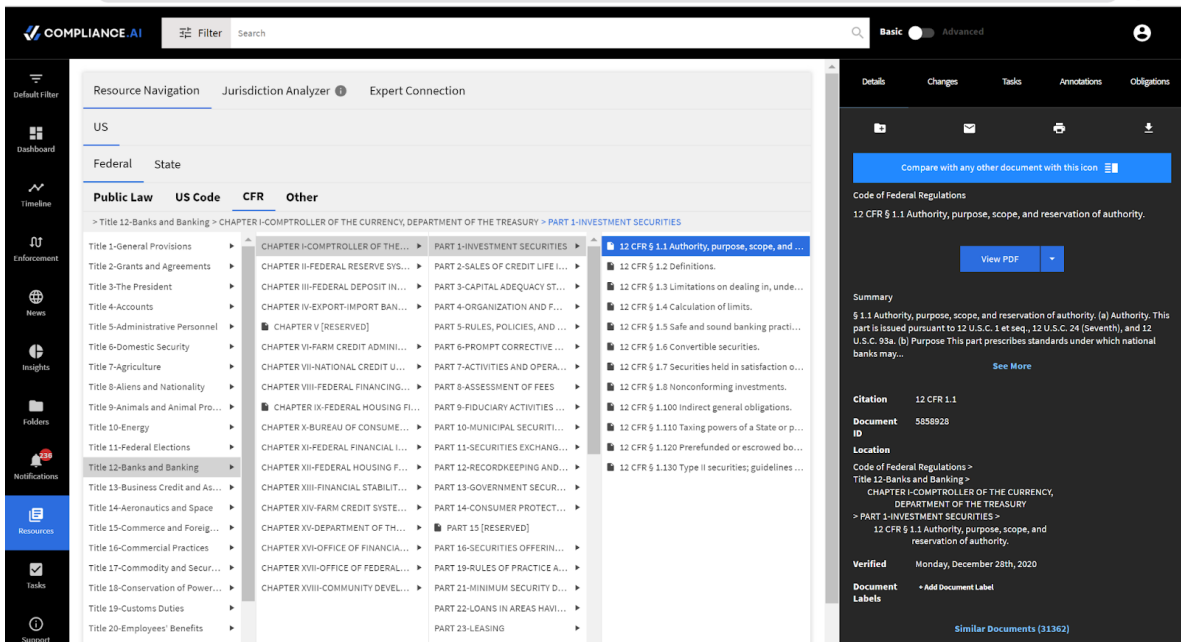 COMPLIANCE.AI
Filter
Search
Basic
Advanced
Default Filter
Dashboard
Timeline
Enforcement
News
Insights
Folders
238
Notifications
Resources
Tasks
Support
Resource Navigation
Jurisdiction Analyzer
Expert Connection
US
Federal
State
Public Law
US Code
CFR
Other
> Title 12-Banks and Banking > CHAPTER I-COMPTROLLER OF THE CURRENCY, DEPARTMENT OF THE TREASURY > PART 1-INVESTMENT SECURITIES
Title 1-General Provisions
Title 2-Grants and Agreements
Title 3-The President
Title 4-Accounts
Title 5-Administrative Personnel
Title 6-Domestic Security
Title 7-Agriculture
Title 8-Aliens and Nationality
Title 9-Animals and Animal Pro...
Title 10-Energy
Title 11-Federal Elections
Title 12-Banks and Banking
Title 13-Business Credit and As...
Title 14-Aeronautics and Space
Title 15-Commerce and Foreig...
Title 16-Commercial Practices
Title 17-Commodity and Secur...
Title 18-Conservation of Power...
Title 19-Customs Duties
Title 20-Employees' Benefits
CHAPTER I-COMPTROLLER OF THE...
CHAPTER II-FEDERAL RESERVE SYS...
CHAPTER III-FEDERAL DEPOSIT IN...
CHAPTER IV-EXPORT-IMPORT BAN...
CHAPTER V [RESERVED]
CHAPTER VI-FARM CREDIT ADMINI...
CHAPTER VII-NATIONAL CREDIT U...
CHAPTER VIII-FEDERAL FINANCING...
CHAPTER IX-FEDERAL HOUSING FI...
CHAPTER X-BUREAU OF CONSUME...
CHAPTER XI-FEDERAL FINANCIAL I...
CHAPTER XII-FEDERAL HOUSING F...
CHAPTER XIII-FINANCIAL STABILIT...
CHAPTER XIV-FARM CREDIT SYSTE...
CHAPTER XV-DEPARTMENT OF TH...
CHAPTER XVI-OFFICE OF FINANCIA...
CHAPTER XVII-OFFICE OF FEDERAL...
CHAPTER XVIII-COMMUNITY DEVEL...
PART 1-INVESTMENT SECURITIES
PART 2-SALES OF CREDIT LIFE I...
PART 3-CAPITAL ADEQUACY ST...
PART 4-ORGANIZATION AND F...
PART 5-RULES, POLICIES, AND ...
PART 6-PROMPT CORRECTIVE ...
PART 7-ACTIVITIES AND OPERA...
PART 8-ASSESSMENT OF FEES
PART 9-FIDUCIARY ACTIVITIES ...
PART 10-MUNICIPAL SECURITI...
PART 11-SECURITIES EXCHANG...
PART 12-RECORDKEEPING AND...
PART 13-GOVERNMENT SECUR...
PART 14-CONSUMER PROTECT...
PART 15 [RESERVED]
PART 16-SECURITIES OFFERIN...
PART 19-RULES OF PRACTICE A...
PART 21-MINIMUM SECURITY D...
PART 22-LOANS IN AREAS HAVI...
PART 23-LEASING
12 CFR § 1.1 Authority, purpose, scope, and ...
12 CFR § 1.2 Definitions.
12 CFR § 1.3 Limitations on dealing in, unde...
12 CFR § 1.4 Calculation of limits.
12 CFR § 1.5 Safe and sound banking practi...
12 CFR § 1.6 Convertible securities.
12 CFR § 1.7 Securities held in satisfaction o...
12 CFR § 1.8 Nonconforming investments.
12 CFR § 1.100 Indirect general obligations.
12 CFR § 1.110 Taxing powers of a State or p...
12 CFR § 1.120 Prerefunded or escrowed bo...
12 CFR § 1.130 Type II securities; guidelines ...
Details
Changes
Tasks
Annotations
Obligations
Compare with any other document with this icon
Code of Federal Regulations
12 CFR § 1.1 Authority, purpose, scope, and reservation of authority.
View PDF
Summary
§ 1.1 Authority, purpose, scope, and reservation of authority. (a) Authority. This
part is issued pursuant to 12 U.S.C. 1 et seq., 12 U.S.C. 24 (Seventh), and 12
U.S.C. 93a. (b) Purpose This part prescribes standards under which national
banks may...
See More
Citation 12 CFR 1.1
Document 5858928
ID
Location
Code of Federal Regulations >
Title 12-Banks and Banking >
CHAPTER I-COMPTROLLER OF THE CURRENCY,
DEPARTMENT OF THE TREASURY
> PART 1-INVESTMENT SECURITIES >
12 CFR § 1.1 Authority, purpose, scope, and
reservation of authority.
Verified Monday, December 28th, 2020
Document + Add Document Label
Labels
Similar Documents (31362)